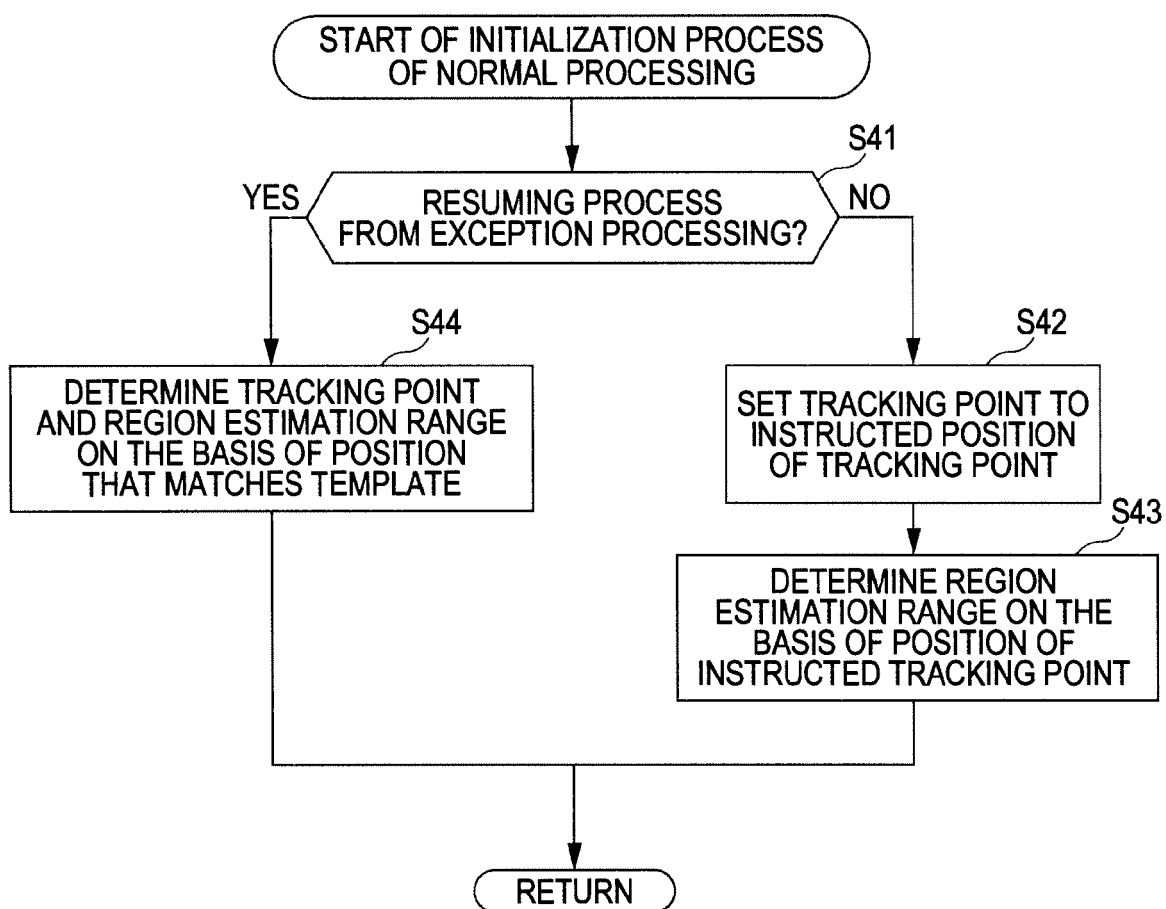 START OF INITIALIZATION PROCESS
OF NORMAL PROCESSING
S41
YES
RESUMING PROCESS
FROM EXCEPTION PROCESSING?
NO
S44
DETERMINE TRACKING POINT
AND REGION ESTIMATION RANGE
ON THE BASIS OF POSITION
THAT MATCHES TEMPLATE
S42
SET TRACKING POINT TO
INSTRUCTED POSITION
OF TRACKING POINT
S43
DETERMINE REGION
ESTIMATION RANGE ON THE
BASIS OF POSITION OF
INSTRUCTED TRACKING POINT
RETURN